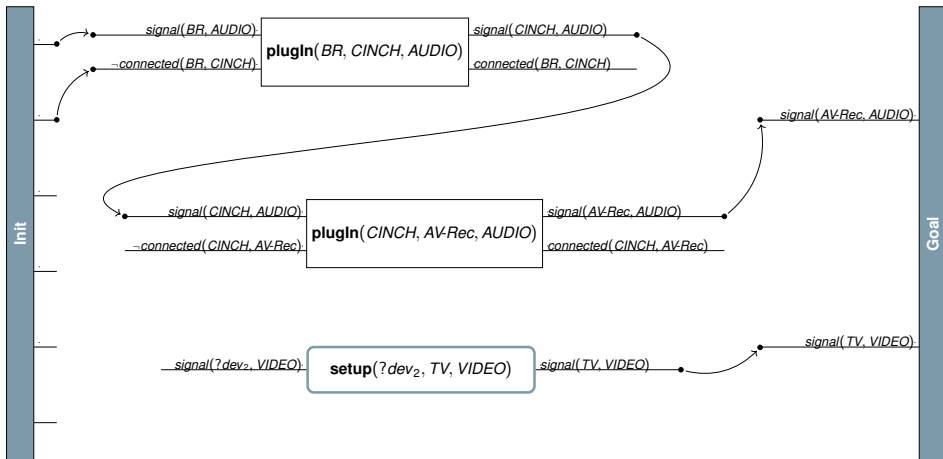 signal(BR, AUDIO)
plugIn(BR, CINCH, AUDIO)
signal(CINCH, AUDIO)
¬connected(BR, CINCH)
connected(BR, CINCH)
signal(AV-Rec, AUDIO)
signal(CINCH, AUDIO)
plugIn(CINCH, AV-Rec, AUDIO)
signal(AV-Rec, AUDIO)
¬connected(CINCH, AV-Rec)
connected(CINCH, AV-Rec)
Init
Goal
signal(TV, VIDEO)
signal(?dev₂, VIDEO)
setup(?dev₂, TV, VIDEO)
signal(TV, VIDEO)